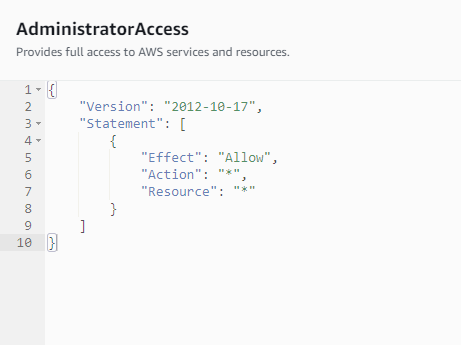 AdministratorAccess
Provides full access to AWS services and resources.
1 {
2     "Version": "2012-10-17",
3     "Statement": [
4         {
5             "Effect": "Allow",
6             "Action": "*",
7             "Resource": "*"
8         }
9     ]
10 }